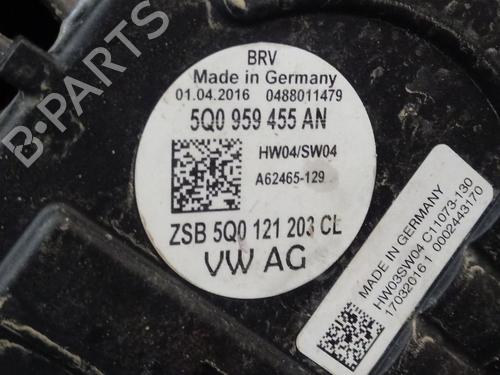 B-PARTS
BRV
Made in Germany
01.04.2016 0488011479
5Q0 959 455 AN
HW04/SW04
A62465-129
ZSB 5Q0 121 203 CL
VW AG
MADE IN GERMANY
HW03SW04 C11073-130
17032016 1 0002443170